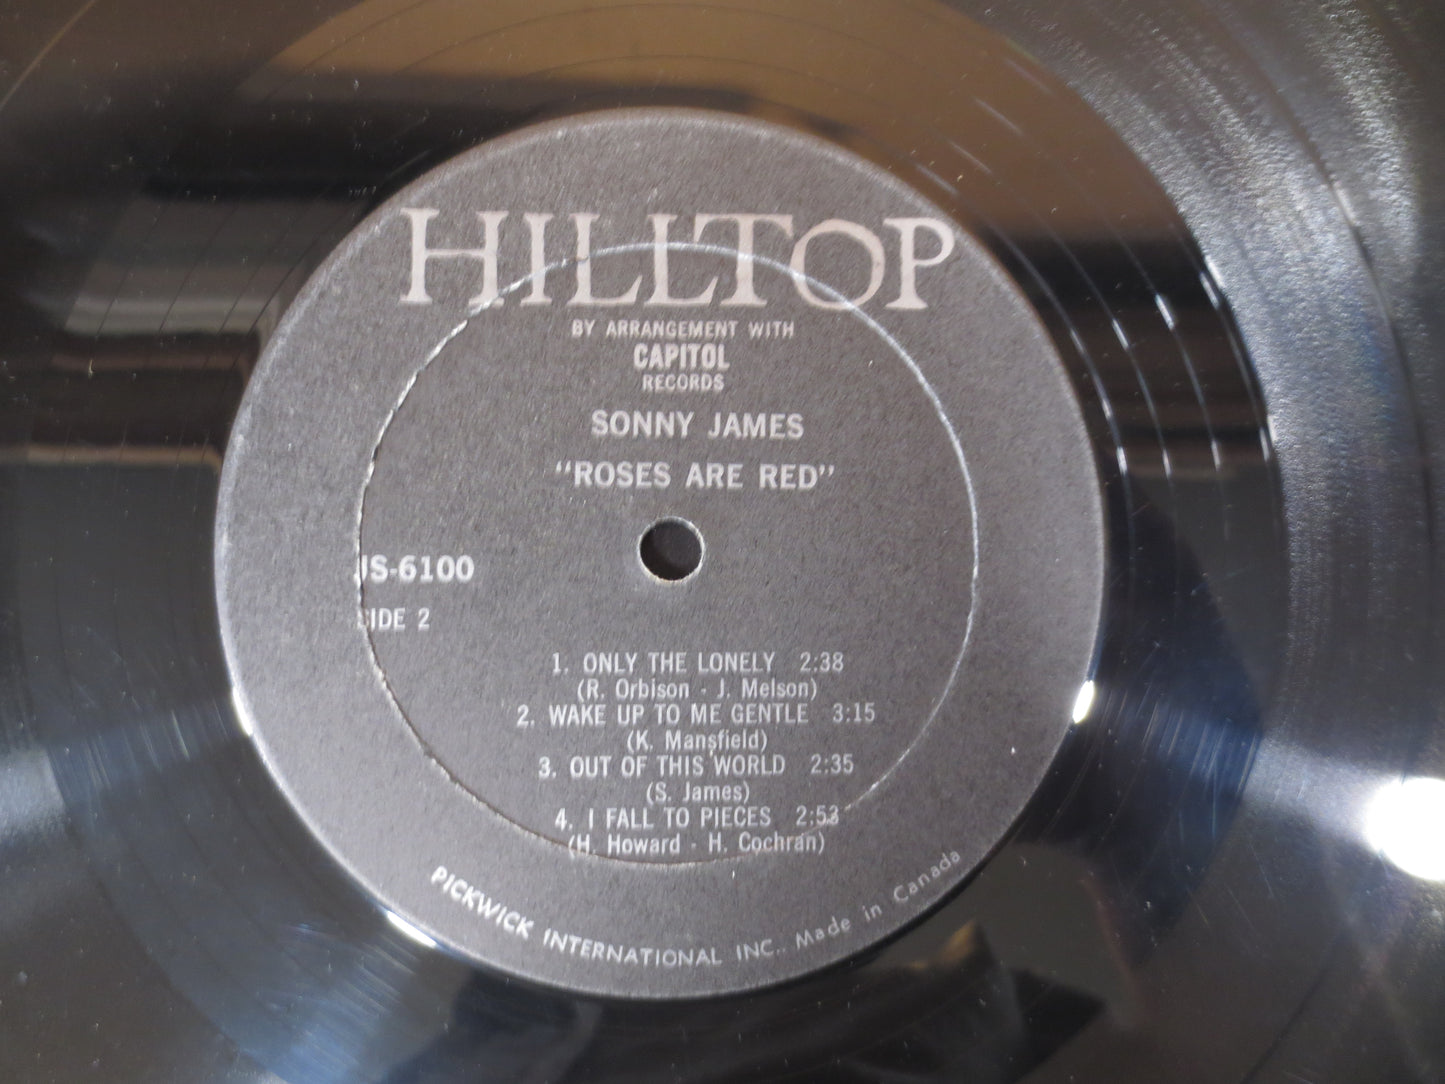 HILLTOP
BY ARRANGEMENT WITH
CAPITOL
RECORDS
SONNY JAMES
"ROSES ARE RED"
JS-6100
SIDE 2
1. ONLY THE LONELY 2:38
(R. Orbison - J. Melson)
2. WAKE UP TO ME GENTLE 3:15
(K. Mansfield)
3. OUT OF THIS WORLD 2:35
(S. James)
4. I FALL TO PIECES 2:53
(H. Howard - H. Cochran)
PICKWICK INTERNATIONAL INC.. Made in Canada